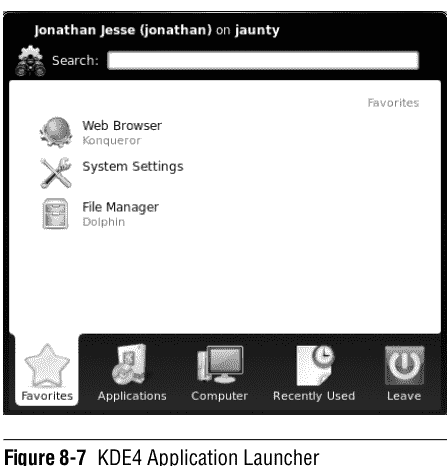 Jonathan Jesse (jonathan) on jaunty
Search:
Favorites
Web Browser
Konqueror
System Settings
File Manager
Dolphin
Favorites Applications Computer Recently Used Leave
Figure 8-7 KDE4 Application Launcher